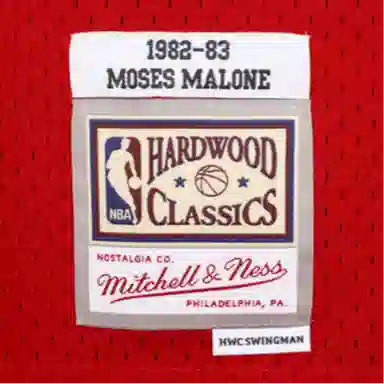 1982-83
MOSES MALONE
HARDWOOD
CLASSICS
NBA
NOSTALGIA CO.
Mitchell & Ness
PHILADELPHIA, PA.
HWC SWINGMAN